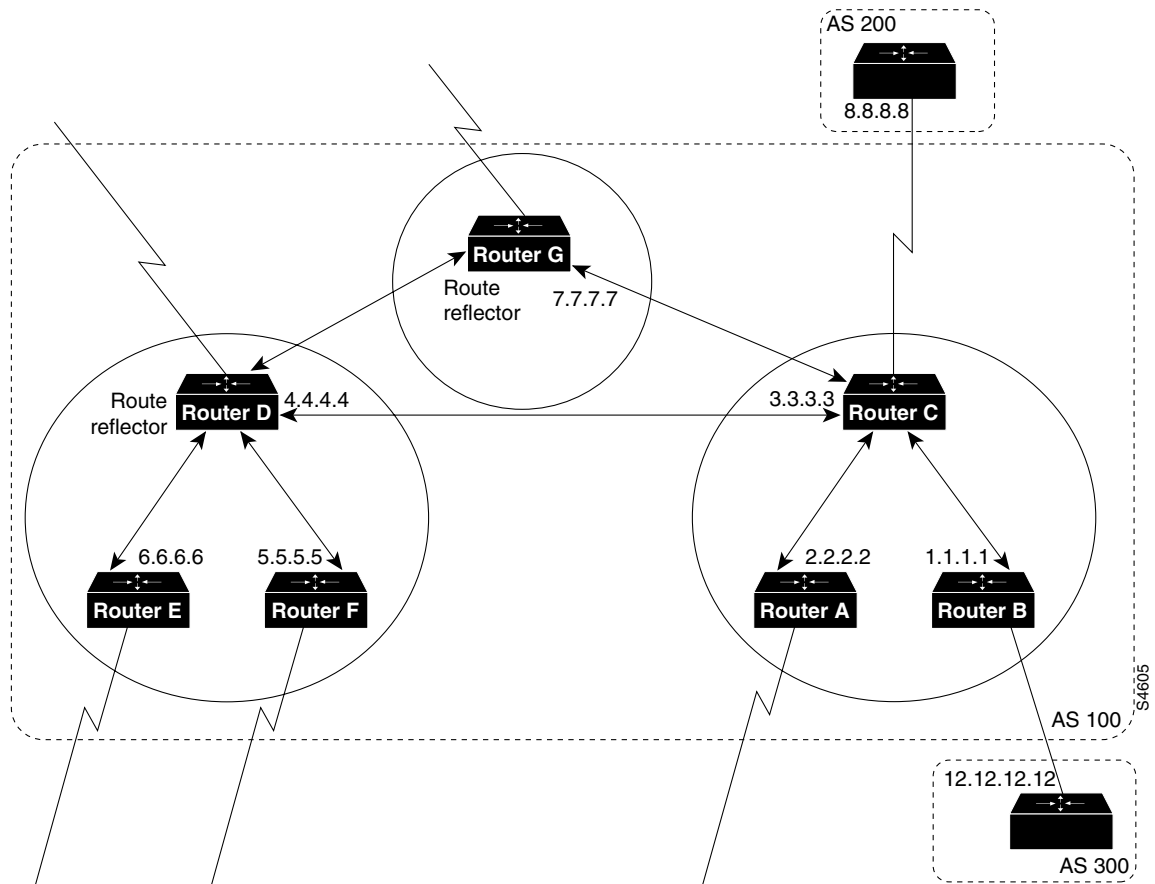 AS 200
8.8.8.8
Router G
Route
reflector
7.7.7.7
Route
reflector
Router D
4.4.4.4
3.3.3.3
Router C
6.6.6.6
5.5.5.5
2.2.2.2
1.1.1.1
Router E
Router F
Router A
Router B
S4605
AS 100
12.12.12.12
AS 300